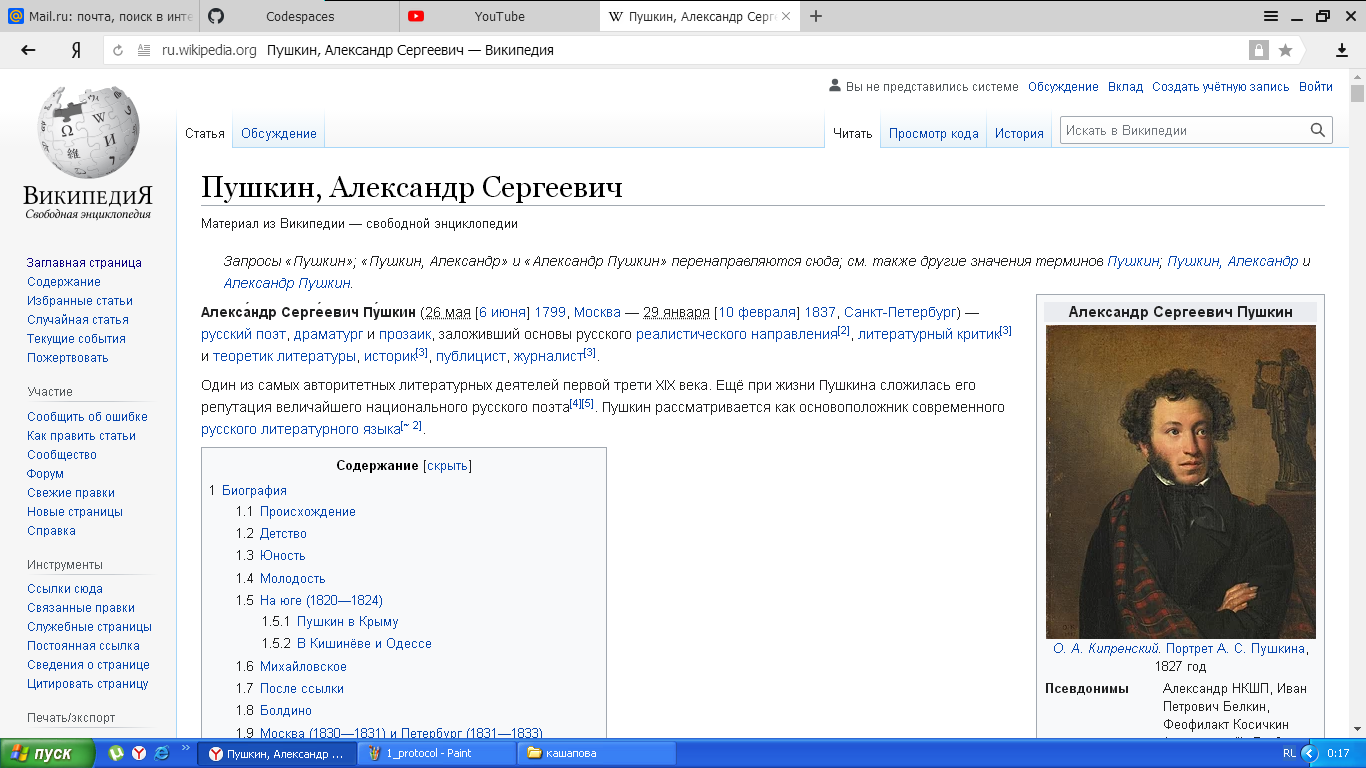 Mail.ru: почта, поиск в инте
Codespaces
YouTube
Пушкин, Александр Серге
ru.wikipedia.org Пушкин, Александр Сергеевич — Википедия
Вы не представились системе Обсуждение Вклад Создать учётную запись Войти
Статья Обсуждение Читать Просмотр кода История Искать в Википедии
ВИКИПЕДИЯ
Свободная энциклопедия
Заглавная страница
Содержание
Избранные статьи
Случайная статья
Текущие события
Пожертвовать
Участие
Сообщить об ошибке
Как править статьи
Сообщество
Форум
Свежие правки
Новые страницы
Справка
Инструменты
Ссылки сюда
Связанные правки
Служебные страницы
Постоянная ссылка
Сведения о странице
Цитировать страницу
Печать/экспорт
Пушкин, Александр Сергеевич
Материал из Википедии — свободной энциклопедии
Запросы «Пушкин»; «Пушкин, Александр» и «Александр Пушкин» перенаправляются сюда; см. также другие значения терминов Пушкин; Пушкин, Александр и
Александр Пушкин.
Алекса́ндр Серге́евич Пу́шкин (26 мая [6 июня] 1799, Москва — 29 января [10 февраля] 1837, Санкт-Петербург) —
русский поэт, драматург и прозаик, заложивший основы русского реалистического направления[2], литературный критик[3]
и теоретик литературы, историк[3], публицист, журналист[3].
Один из самых авторитетных литературных деятелей первой трети XIX века. Ещё при жизни Пушкина сложилась его
репутация величайшего национального русского поэта[4][5]. Пушкин рассматривается как основоположник современного
русского литературного языка[~ 2].
Содержание [скрыть]
1 Биография
1.1 Происхождение
1.2 Детство
1.3 Юность
1.4 Молодость
1.5 На юге (1820—1824)
1.5.1 Пушкин в Крыму
1.5.2 В Кишинёве и Одессе
1.6 Михайловское
1.7 После ссылки
1.8 Болдино
1.9 Москва (1830—1831) и Петербург (1831—1833)
Александр Сергеевич Пушкин
О. А. Кипренский. Портрет А. С. Пушкина,
1827 год
Псевдонимы Александр НКШП, Иван
Петрович Белкин,
Феофилакт Косичкин
пуск
Пушкин, Александр ...
1_protocol - Paint
кашапова
RU
0:17